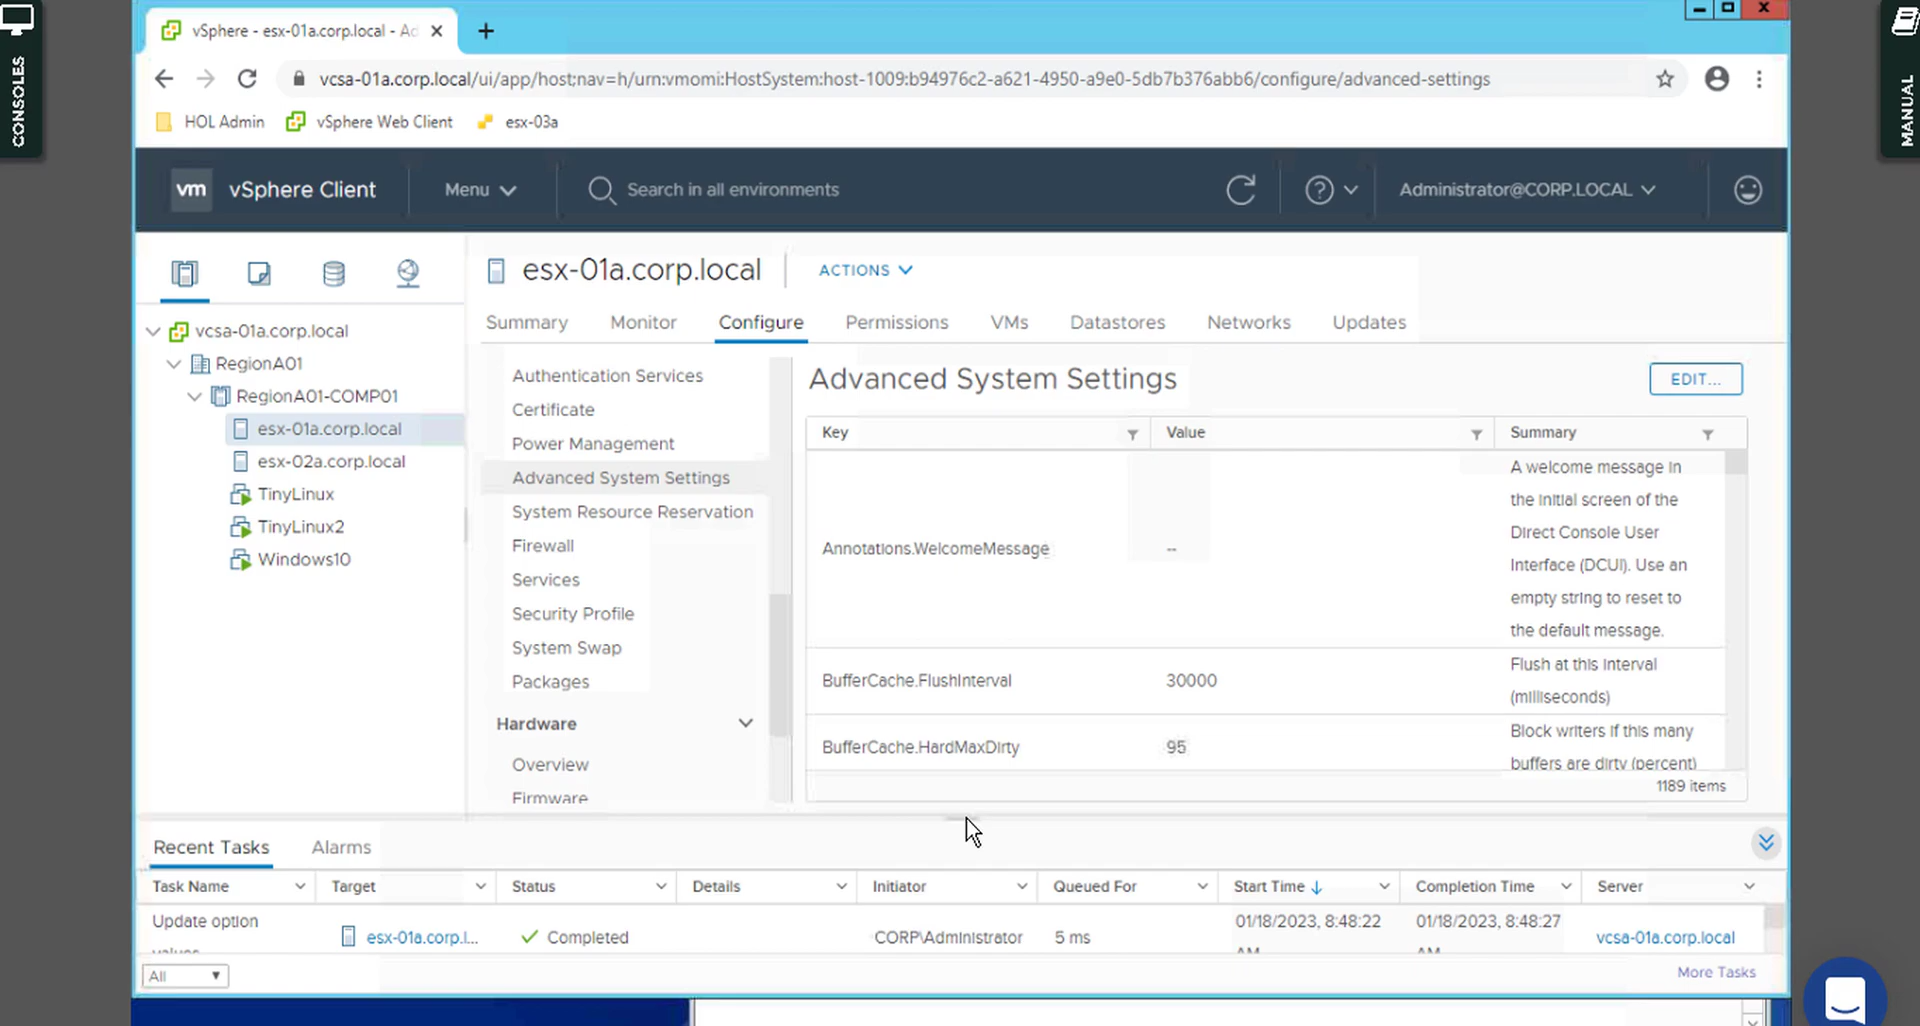 CONSOLES
MANUAL
vSphere - esx-01a.corp.local - Ac
vcsa-01a.corp.local/ui/app/host;nav=h/urn:vmomi:HostSystem:host-1009:b94976c2-a621-4950-a9e0-5db7b376abb6/configure/advanced-settings
HOL Admin vSphere Web Client esx-03a
vm vSphere Client Menu Search in all environments Administrator@CORP.LOCAL
esx-01a.corp.local ACTIONS
Summary Monitor Configure Permissions VMs Datastores Networks Updates
vcsa-01a.corp.local
RegionA01
RegionA01-COMP01
esx-01a.corp.local
esx-02a.corp.local
TinyLinux
TinyLinux2
Windows10
Authentication Services
Certificate
Power Management
Advanced System Settings
System Resource Reservation
Firewall
Services
Security Profile
System Swap
Packages
Hardware
Overview
Firmware
Advanced System Settings EDIT...
Key Value Summary
Annotations.WelcomeMessage --
A welcome message in
the initial screen of the
Direct Console User
Interface (DCUI). Use an
empty string to reset to
the default message.
BufferCache.FlushInterval 30000
Flush at this interval
(milliseconds)
BufferCache.HardMaxDirty 95
Block writers if this many
buffers are dirty (percent)
1189 items
Recent Tasks Alarms
Task Name Target Status Details Initiator Queued For Start Time Completion Time Server
Update option
values
esx-01a.corp.l... Completed CORP\Administrator 5 ms
01/18/2023, 8:48:22
AM
01/18/2023, 8:48:27
AM
vcsa-01a.corp.local
All More Tasks